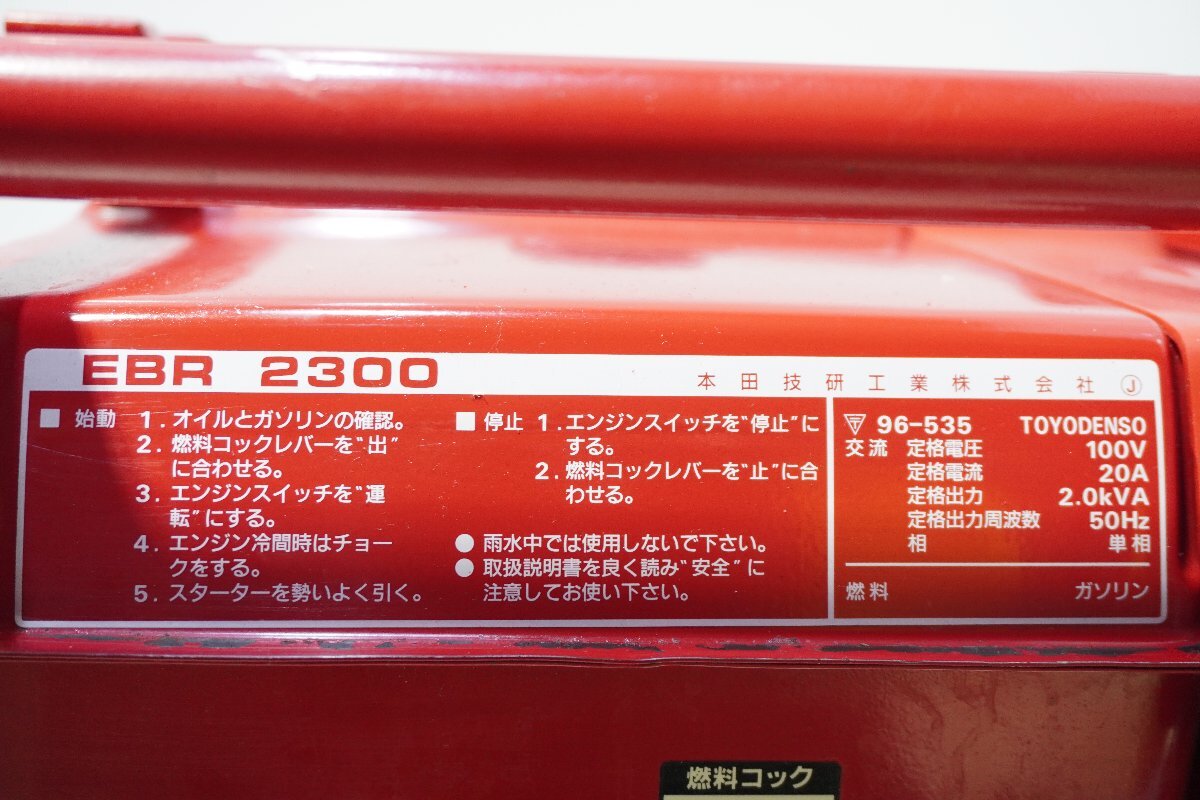 EBR 2300
本田技研工業株式会社 Ⓙ
■ 始動 1. オイルとガソリンの確認。
2. 燃料コックレバーを“出”
に合わせる。
3. エンジンスイッチを“運
転”にする。
4. エンジン冷間時はチョー
クをする。
5. スターターを勢いよく引く。
■ 停止 1. エンジンスイッチを“停止”に
する。
2. 燃料コックレバーを“止”に合
わせる。
● 雨水中では使用しないで下さい。
● 取扱説明書を良く読み“安全”に
注意してお使い下さい。
96-535 TOYODENSO
交流 定格電圧 100V
定格電流 20A
定格出力 2.0kVA
定格出力周波数 50Hz
相 単相
燃料 ガソリン
燃料コック